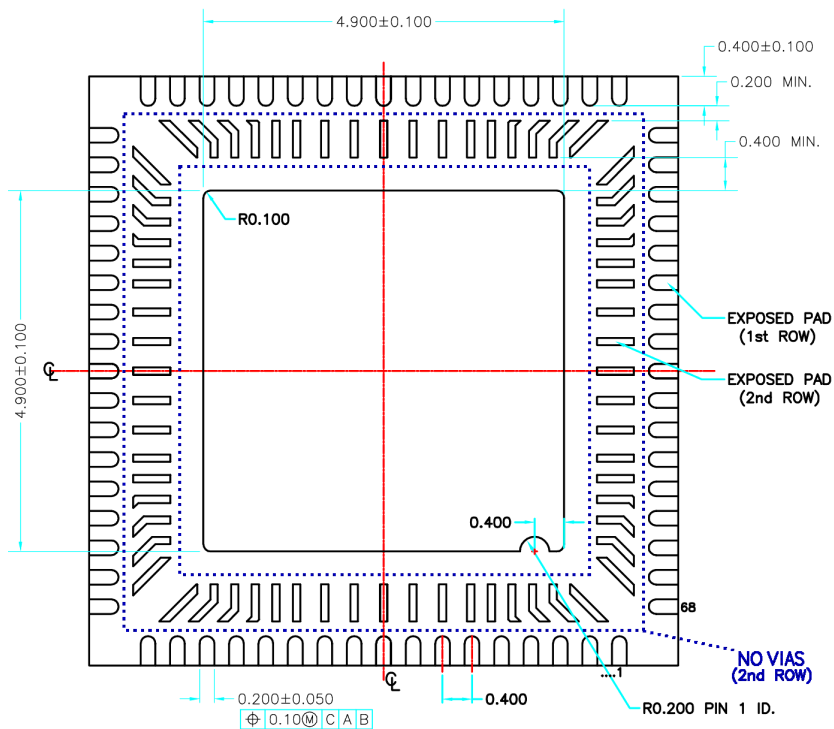 4.900±0.100
0.400±0.100
0.200 MIN.
0.400 MIN.
R0.100
4.900±0.100
EXPOSED PAD
(1st ROW)
℄
EXPOSED PAD
(2nd ROW)
0.400
68
NO VIAS
(2nd ROW)
....1
℄
0.200±0.050
0.400
R0.200 PIN 1 ID.
⌖ 0.10Ⓜ C A B